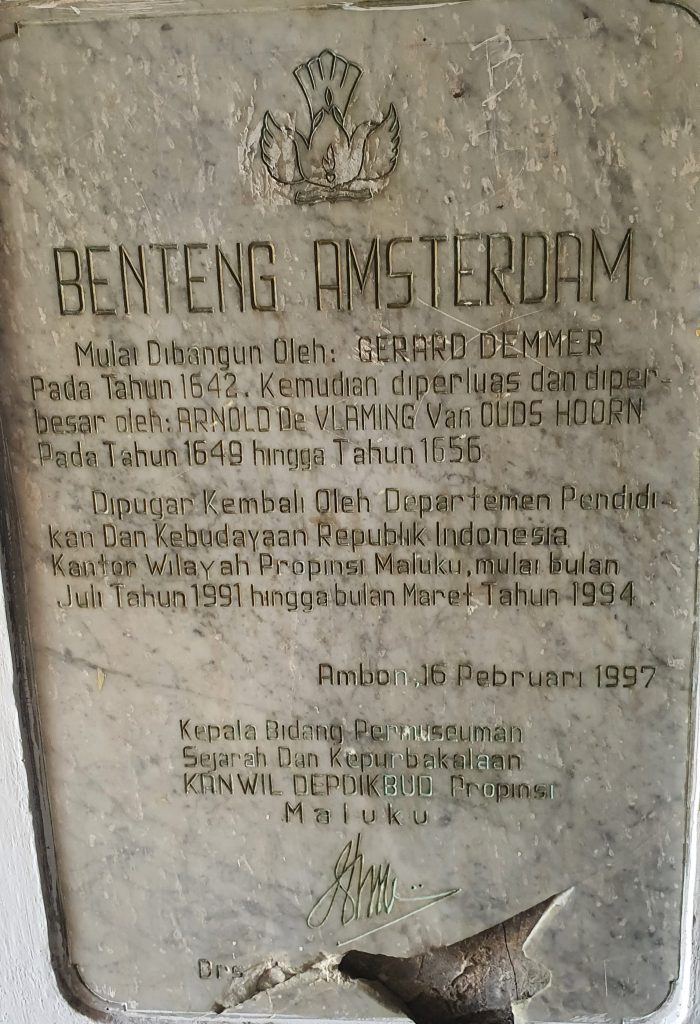 BENTENG AMSTERDAM
Mulai Dibangun Oleh: GERARD DEMMER
Pada Tahun 1642. Kemudian diperluas dan diper-
besar oleh: ARNOLD De VLAMING Van OUDS HOORN
Pada Tahun 1649 hingga Tahun 1656
Dipugar Kembali Oleh Departemen Pendidi-
kan Dan Kebudayaan Republik Indonesia
Kantor Wilayah Propinsi Maluku, mulai bulan
Juli Tahun 1991 hingga bulan Maret Tahun 1994
Ambon, 16 Pebruari 1997
Kepala Bidang Permuseuman
Sejarah Dan Kepurbakalaan
KANWIL DEPDIKBUD Propinsi
Maluku
Drs